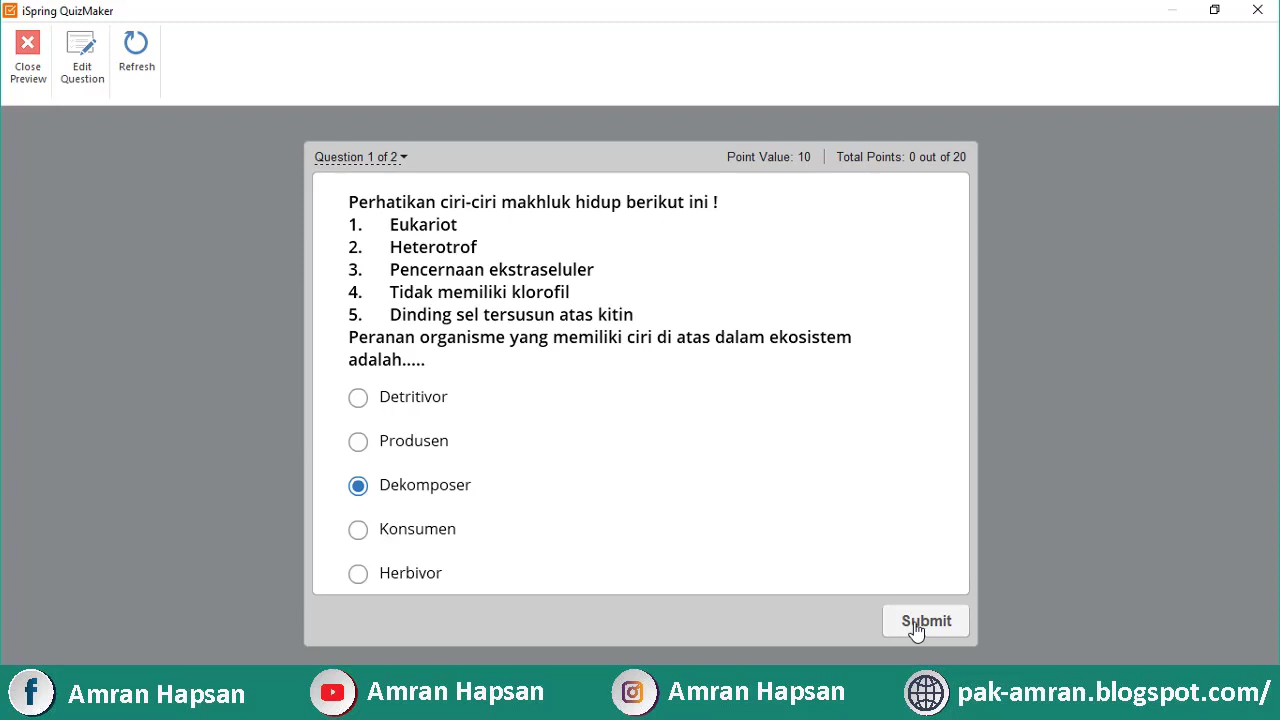 iSpring QuizMaker
Close
Preview
Edit
Question
Refresh
Question 1 of 2
Point Value: 10
Total Points: 0 out of 20
Perhatikan ciri-ciri makhluk hidup berikut ini !
1. Eukariot
2. Heterotrof
3. Pencernaan ekstraseluler
4. Tidak memiliki klorofil
5. Dinding sel tersusun atas kitin
Peranan organisme yang memiliki ciri di atas dalam ekosistem
adalah.....
Detritivor
Produsen
Dekomposer
Konsumen
Herbivor
Submit
Amran Hapsan
Amran Hapsan
Amran Hapsan
pak-amran.blogspot.com/